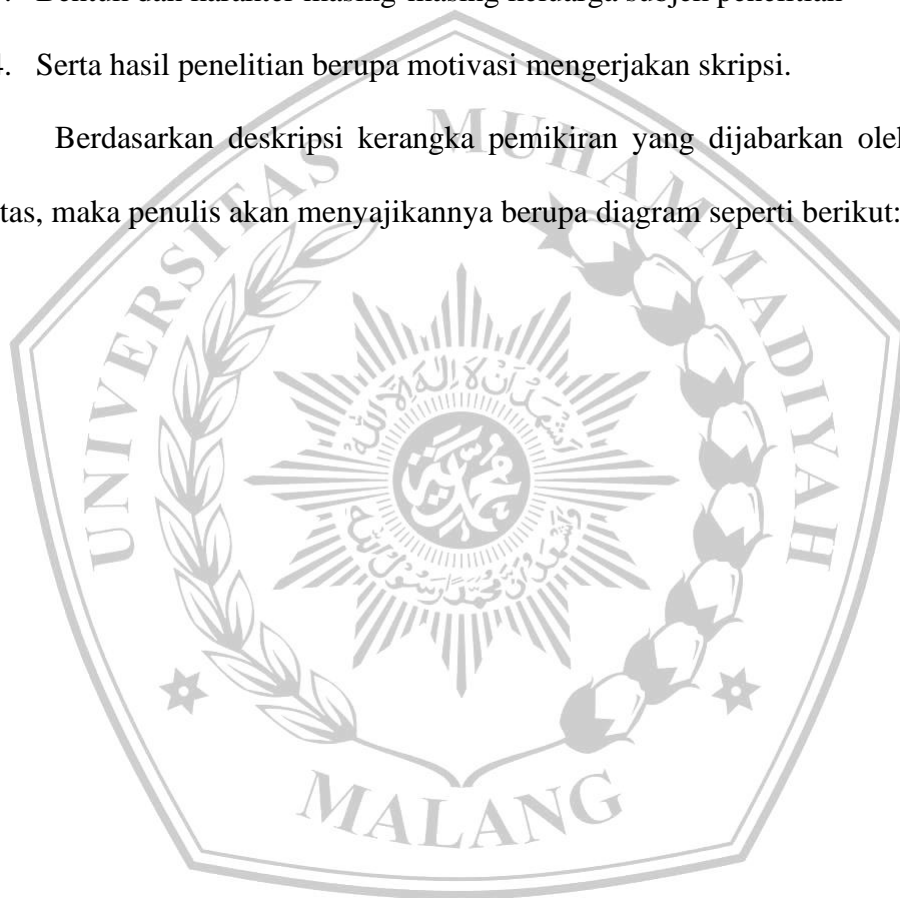 Bentuk dan karakter masing-masing keluarga subjek penelitian
4. Serta hasil penelitian berupa motivasi mengerjakan skripsi.
Berdasarkan deskripsi kerangka pemikiran yang dijabarkan ole
tas, maka penulis akan menyajikannya berupa diagram seperti berikut:
UNIVERSITAS MUHAMMADIYAH
MALANG